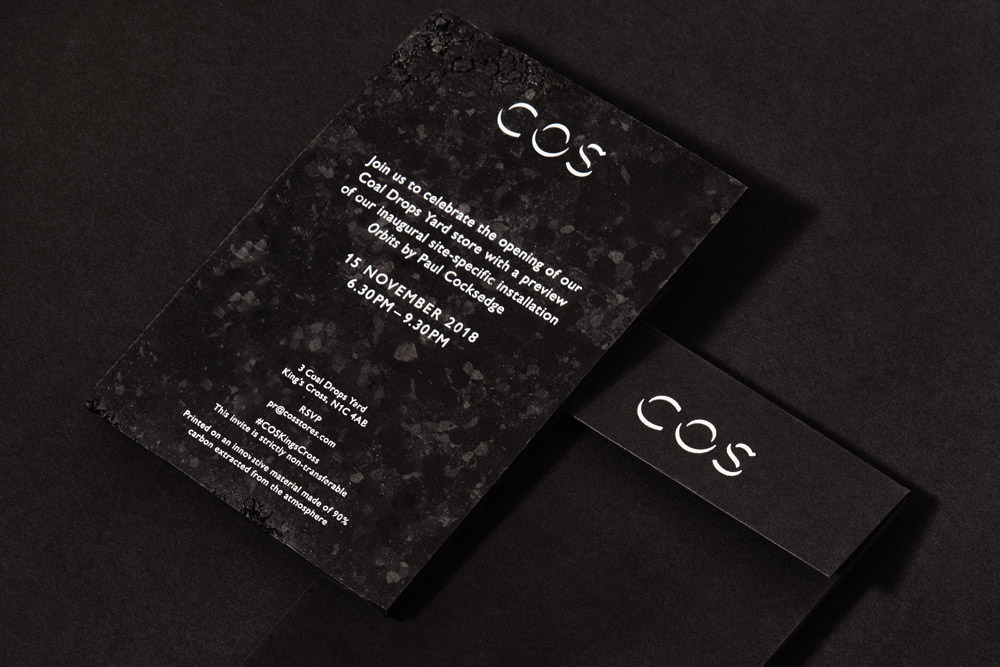 COS
Join us to celebrate the opening of our
Coal Drops Yard store with a preview
of our inaugural site-specific installation
Orbits by Paul Cocksedge
15 NOVEMBER 2018
6.30PM – 9.30PM
3 Coal Drops Yard
King's Cross, N1C 4AB
RSVP
pr@cosstores.com
#COSKingsCross
This invite is strictly non-transferable
Printed on an innovative material made of 90%
carbon extracted from the atmosphere
COS